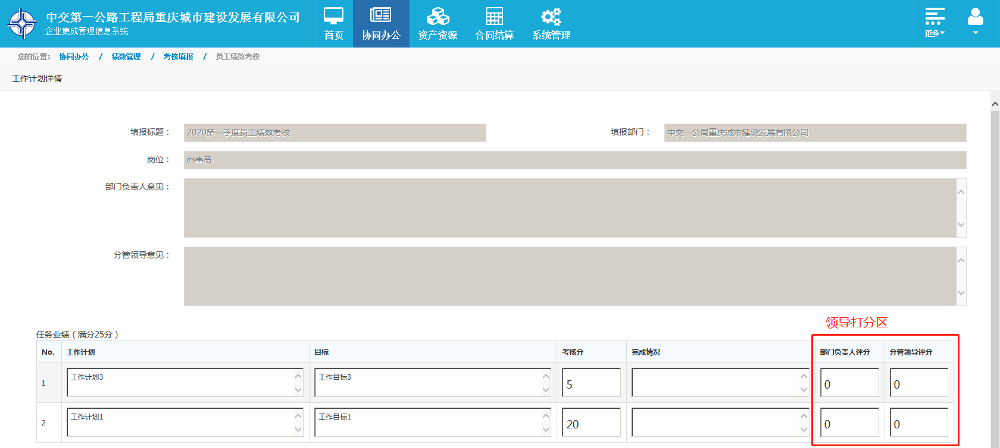 中交第一公路工程局重庆城市建设发展有限公司
企业集成管理信息系统
首页
协同办公
资产资源
合同结算
系统管理
更多
您的位置： 协同办公 / 绩效管理 / 考核填报 / 员工绩效考核
工作计划详情
填报标题： 2020第一季度员工绩效考核 填报部门： 中交一公局重庆城市建设发展有限公司
岗位： 办事员
部门负责人意见：
分管领导意见：
领导打分区
任务业绩（满分25分）
No. 工作计划 目标 考核分 完成情况 部门负责人评分 分管领导评分
1 工作计划3 工作目标3 5 0 0
2 工作计划1 工作目标1 20 0 0